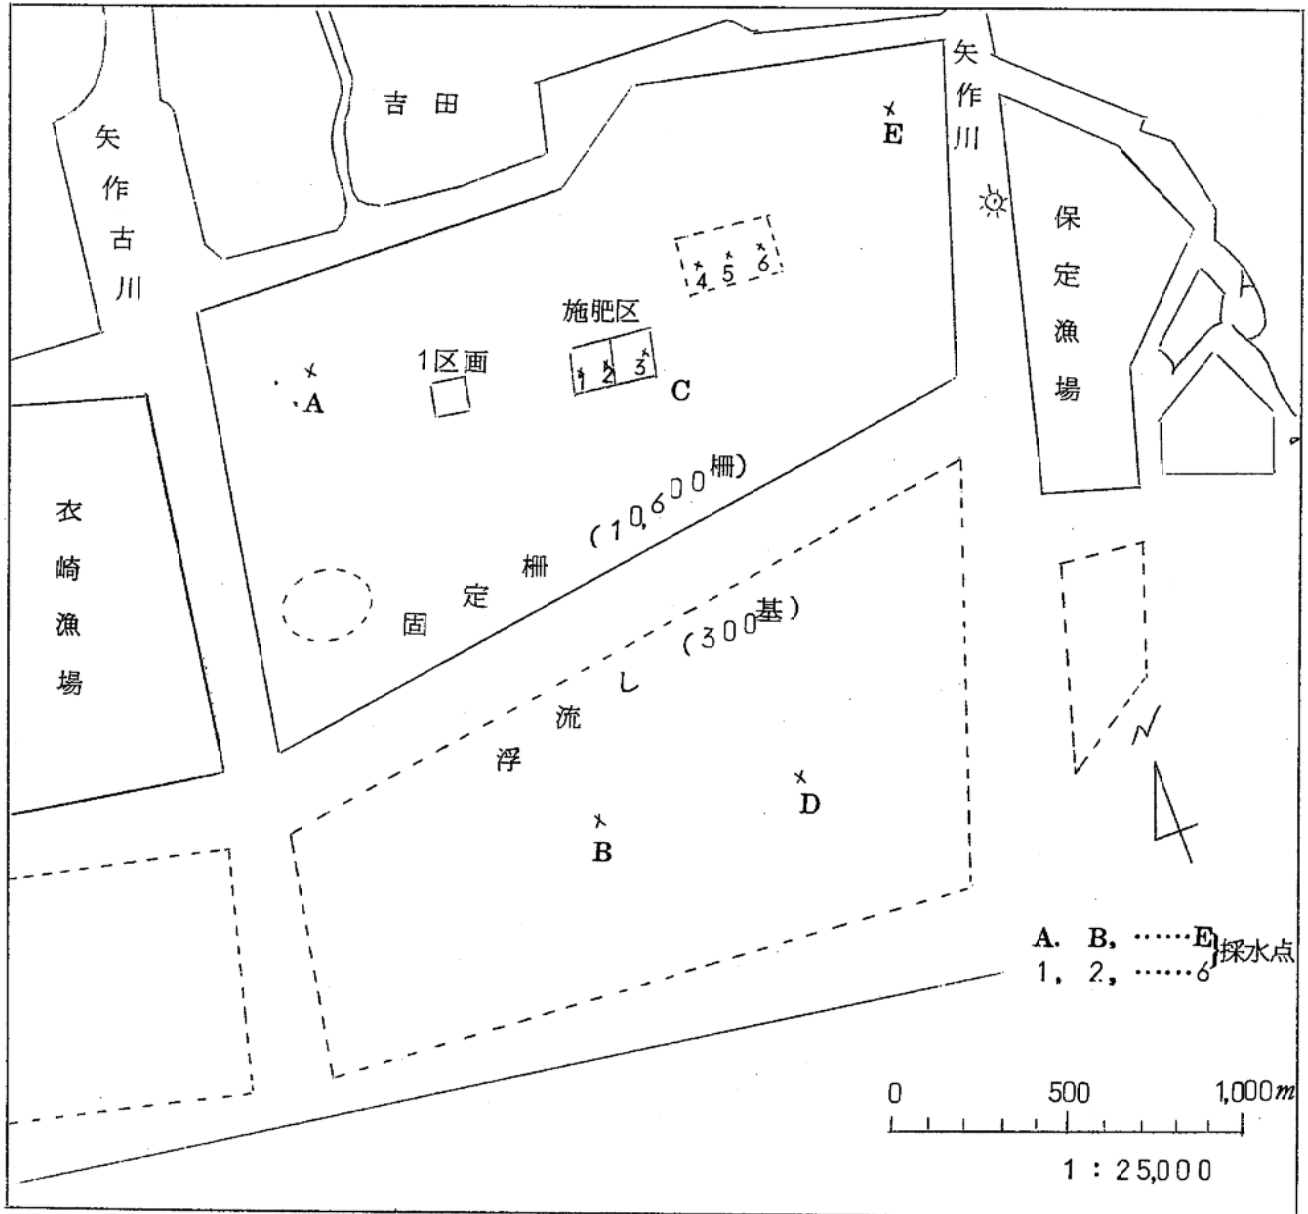 矢作古川
吉田
矢作川
E
保定漁場
4 5 6
施肥区
1 2 3
C
1区画
A
衣崎漁場
固定柵
(10,600柵)
浮流し
(300基)
B
D
N
A. B, ……E
1, 2, ……6
}採水点
0 500 1,000m
1 : 25,000